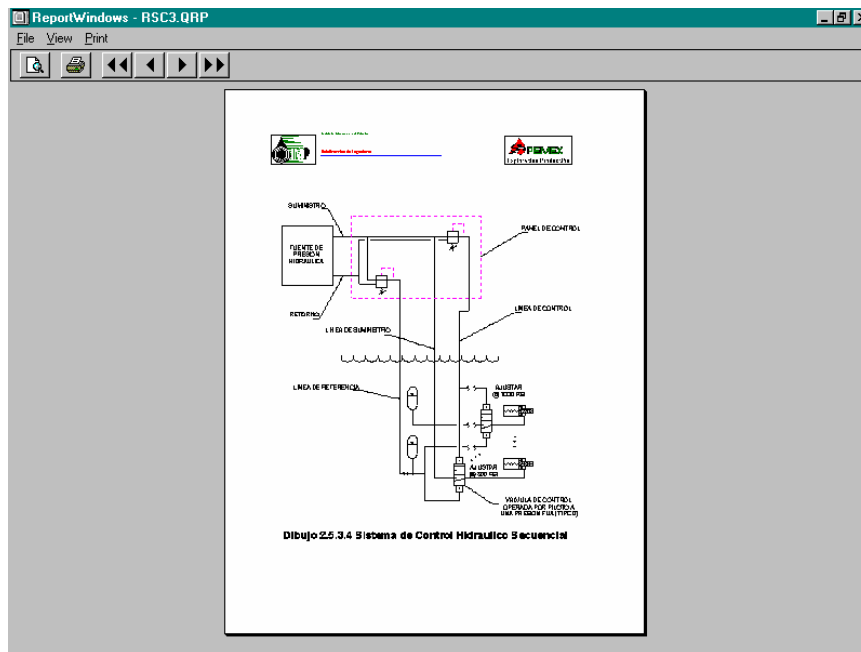 ReportWindows - RSC3.QRP
File View Print
PEMEX
SUMINISTRO
PANEL DE CONTROL
FUENTE DE
PRESION
HIDRAULICA
RETORNO
LINEA DE CONTROL
LINEA DE SUMINISTRO
LINEA DE REFERENCIA
AJUSTAR
AJUSTAR
VALVULA DE CONTROL
OPERADA POR PILOTO A
UNA PRESION FIJA (TIPICO)
Dibujo 2.5.3.4 Sistema de Control Hidraulico Secuencial